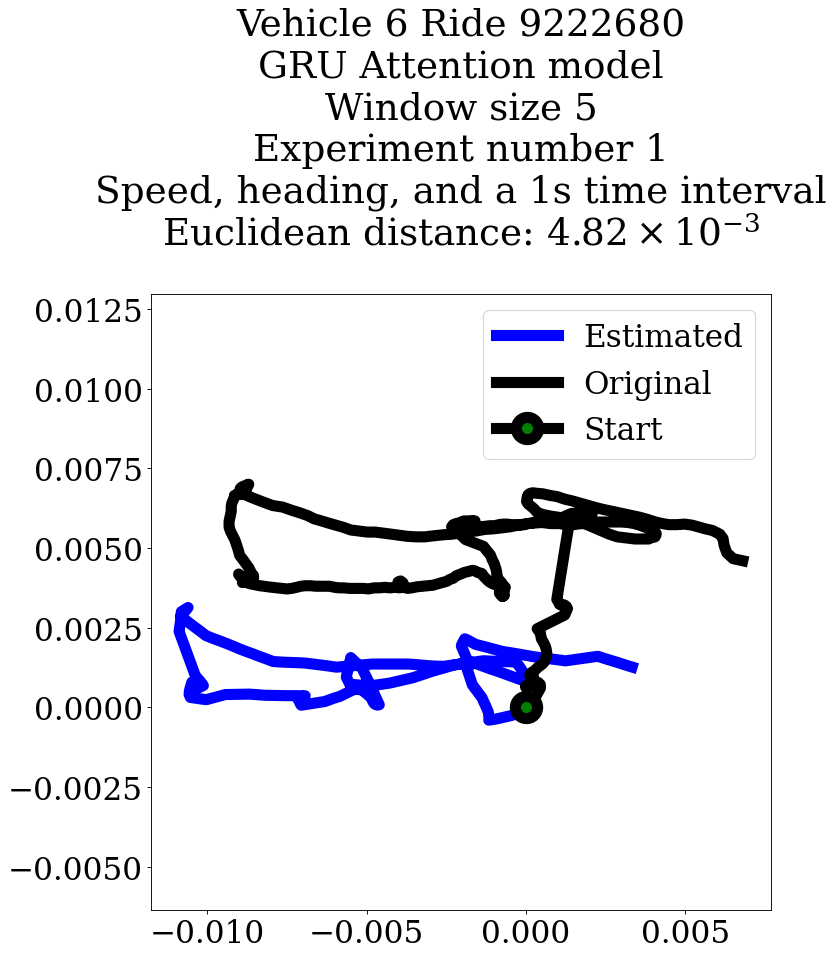 Vehicle 6 Ride 9222680
GRU Attention model
Window size 5
Experiment number 1
Speed, heading, and a 1s time interval
Euclidean distance: 4.82 × 10⁻³
Estimated
Original
Start
0.0125
0.0100
0.0075
0.0050
0.0025
0.0000
−0.0025
−0.0050
−0.010
−0.005
0.000
0.005